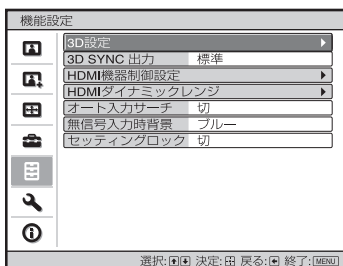 機能設定
3D設定
3D SYNC 出力 標準
HDMI機器制御設定
HDMIダイナミックレンジ
オート入力サーチ 切
無信号入力時背景 ブルー
セッティングロック 切
選択: 決定: 戻る: 終了:MENU